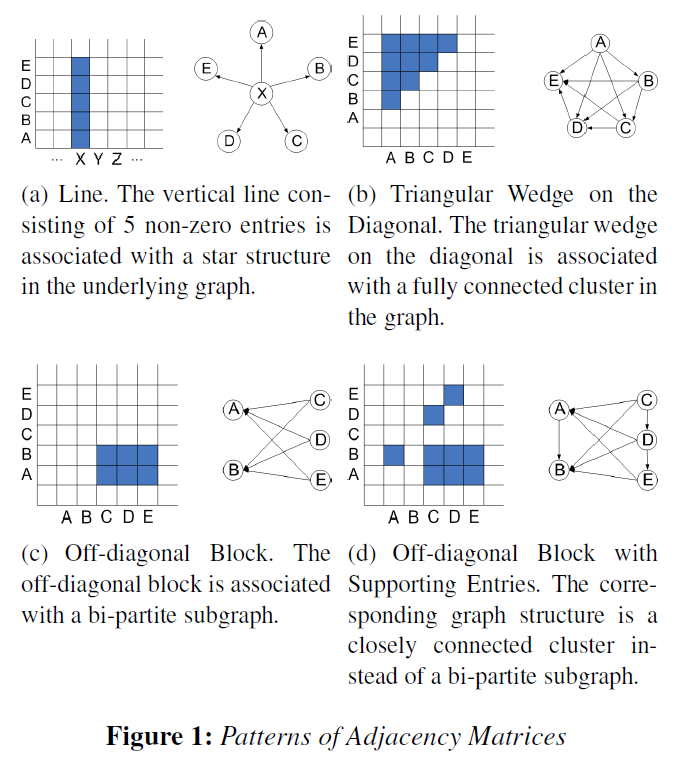 E
D
C
B
A
... X Y Z ...
A
E
B
X
D
C
E
D
C
B
A
A B C D E
A
E
B
D
C
(a) Line. The vertical line con-
sisting of 5 non-zero entries is
associated with a star structure
in the underlying graph.
(b) Triangular Wedge on the
Diagonal. The triangular wedge
on the diagonal is associated
with a fully connected cluster in
the graph.
E
D
C
B
A
A B C D E
A
C
D
B
E
E
D
C
B
A
A B C D E
A
C
D
B
E
(c) Off-diagonal Block. The
off-diagonal block is associated
with a bi-partite subgraph.
(d) Off-diagonal Block with
Supporting Entries. The corre-
sponding graph structure is a
closely connected cluster in-
stead of a bi-partite subgraph.
Figure 1: Patterns of Adjacency Matrices